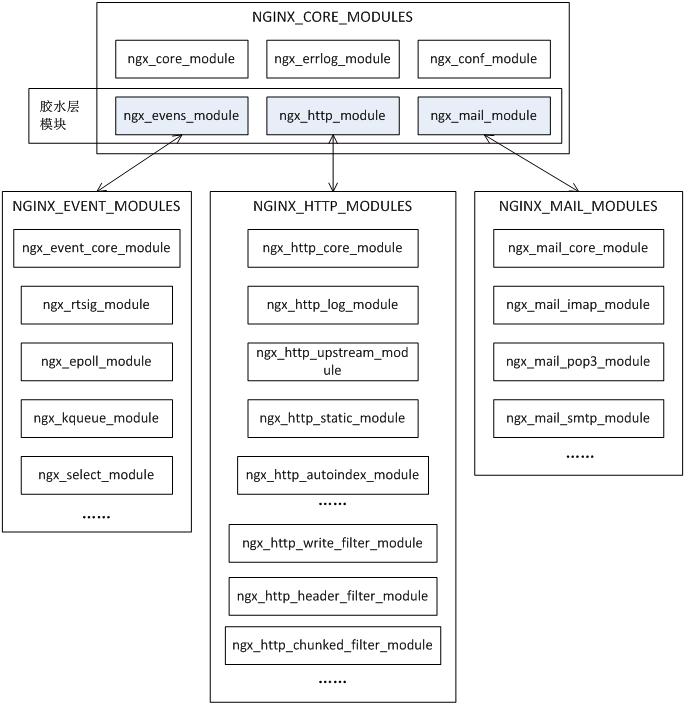 NGINX_CORE_MODULES
ngx_core_module
ngx_errlog_module
ngx_conf_module
胶水层
模块
ngx_evens_module
ngx_http_module
ngx_mail_module
NGINX_EVENT_MODULES
ngx_event_core_module
ngx_rtsig_module
ngx_epoll_module
ngx_kqueue_module
ngx_select_module
……
NGINX_HTTP_MODULES
ngx_http_core_module
ngx_http_log_module
ngx_http_upstream_mod
ule
ngx_http_static_module
ngx_http_autoindex_module
……
ngx_http_write_filter_module
ngx_http_header_filter_module
ngx_http_chunked_filter_module
……
NGINX_MAIL_MODULES
ngx_mail_core_module
ngx_mail_imap_module
ngx_mail_pop3_module
ngx_mail_smtp_module
……